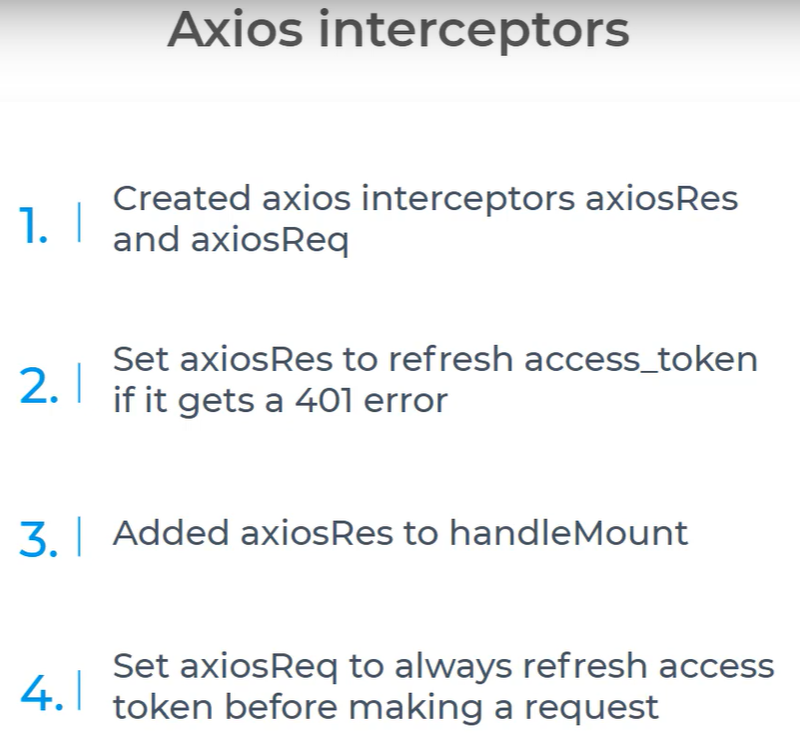 Axios interceptors
1. Created axios interceptors axiosRes
and axiosReq
2. Set axiosRes to refresh access_token
if it gets a 401 error
3. Added axiosRes to handleMount
4. Set axiosReq to always refresh access
token before making a request